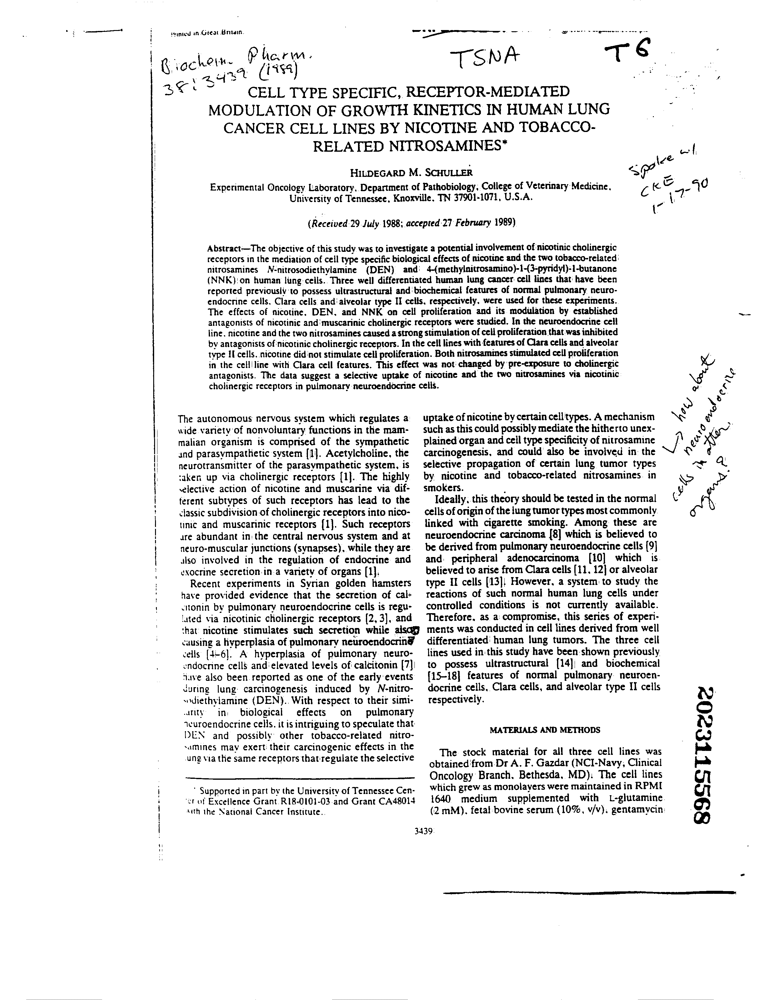 Printed in Great Britain.
Biochem. Pharm.
38:3439 (1989)
TSNA
T6
CELL TYPE SPECIFIC, RECEPTOR-MEDIATED
MODULATION OF GROWTH KINETICS IN HUMAN LUNG
CANCER CELL LINES BY NICOTINE AND TOBACCO-
RELATED NITROSAMINES*
Spoke w/
CKE
1-17-90
HILDEGARD M. SCHULLER
Experimental Oncology Laboratory, Department of Pathobiology, College of Veterinary Medicine,
University of Tennessee, Knoxville, TN 37901-1071, U.S.A.
(Received 29 July 1988; accepted 27 February 1989)
Abstract—The objective of this study was to investigate a potential involvement of nicotinic cholinergic
receptors in the mediation of cell type specific biological effects of nicotine and the two tobacco-related
nitrosamines N-nitrosodiethylamine (DEN) and 4-(methylnitrosamino)-1-(3-pyridyl)-1-butanone
(NNK) on human lung cells. Three well differentiated human lung cancer cell lines that have been
reported previously to possess ultrastructural and biochemical features of normal pulmonary neuro-
endocrine cells, Clara cells and alveolar type II cells, respectively, were used for these experiments.
The effects of nicotine, DEN, and NNK on cell proliferation and its modulation by established
antagonists of nicotinic and muscarinic cholinergic receptors were studied. In the neuroendocrine cell
line, nicotine and the two nitrosamines caused a strong stimulation of cell proliferation that was inhibited
by antagonists of nicotinic receptors. In the cell lines with features of Clara cells and alveolar
type II cells, nicotine did not stimulate cell proliferation. Both nitrosamines stimulated cell proliferation
in the cell line with Clara cell features. This effect was not changed by pre-exposure to cholinergic
antagonists. The data suggest a selective uptake of nicotine and the two nitrosamines via nicotinic
cholinergic receptors in pulmonary neuroendocrine cells.
how about
neuroendocrine
cells in other
organs?
The autonomous nervous system which regulates a
wide variety of nonvoluntary functions in the mam-
malian organism is comprised of the sympathetic
and parasympathetic system [1]. Acetylcholine, the
neurotransmitter of the parasympathetic system, is
taken up via cholinergic receptors [1]. The highly
selective action of nicotine and muscarine via dif-
ferent subtypes of such receptors has lead to the
classic subdivision of cholinergic receptors into nico-
tinic and muscarinic receptors [1]. Such receptors
are abundant in the central nervous system and at
neuro-muscular junctions (synapses), while they are
also involved in the regulation of endocrine and
exocrine secretion in a variety of organs [1].
Recent experiments in Syrian golden hamsters
have provided evidence that the secretion of cal-
citonin by pulmonary neuroendocrine cells is regu-
lated via nicotinic cholinergic receptors [2, 3], and
that nicotine stimulates such secretion while also
causing a hyperplasia of pulmonary neuroendocrine
cells [4–6]. A hyperplasia of pulmonary neuro-
endocrine cells and elevated levels of calcitonin [7]
have also been reported as one of the early events
during lung carcinogenesis induced by N-nitro-
sodiethylamine (DEN). With respect to their simi-
larity in biological effects on pulmonary
neuroendocrine cells, it is intriguing to speculate that
DEN and possibly other tobacco-related nitro-
samines may exert their carcinogenic effects in the
lung via the same receptors that regulate the selective
* Supported in part by the University of Tennessee Cen-
ter of Excellence Grant R18-0101-03 and Grant CA48014
with the National Cancer Institute.
uptake of nicotine by certain cell types. A mechanism
such as this could possibly mediate the hitherto unex-
plained organ and cell type specificity of nitrosamine
carcinogenesis, and could also be involved in the
selective propagation of certain lung tumor types
by nicotine and tobacco-related nitrosamines in
smokers.
Ideally, this theory should be tested in the normal
cells of origin of the lung tumor types most commonly
linked with cigarette smoking. Among these are
neuroendocrine carcinoma [8] which is believed to
be derived from pulmonary neuroendocrine cells [9]
and peripheral adenocarcinoma [10] which is
believed to arise from Clara cells [11, 12] or alveolar
type II cells [13]. However, a system to study the
reactions of such normal human lung cells under
controlled conditions is not currently available.
Therefore, as a compromise, this series of experi-
ments was conducted in cell lines derived from well
differentiated human lung tumors. The three cell
lines used in this study have been shown previously
to possess ultrastructural [14] and biochemical
[15–18] features of normal pulmonary neuroen-
docrine cells, Clara cells, and alveolar type II cells
respectively.
MATERIALS AND METHODS
The stock material for all three cell lines was
obtained from Dr A. F. Gazdar (NCI-Navy, Clinical
Oncology Branch, Bethesda, MD). The cell lines
which grew as monolayers were maintained in RPMI
1640 medium supplemented with L-glutamine
(2 mM), fetal bovine serum (10%, v/v), gentamycin
3439
2023115568